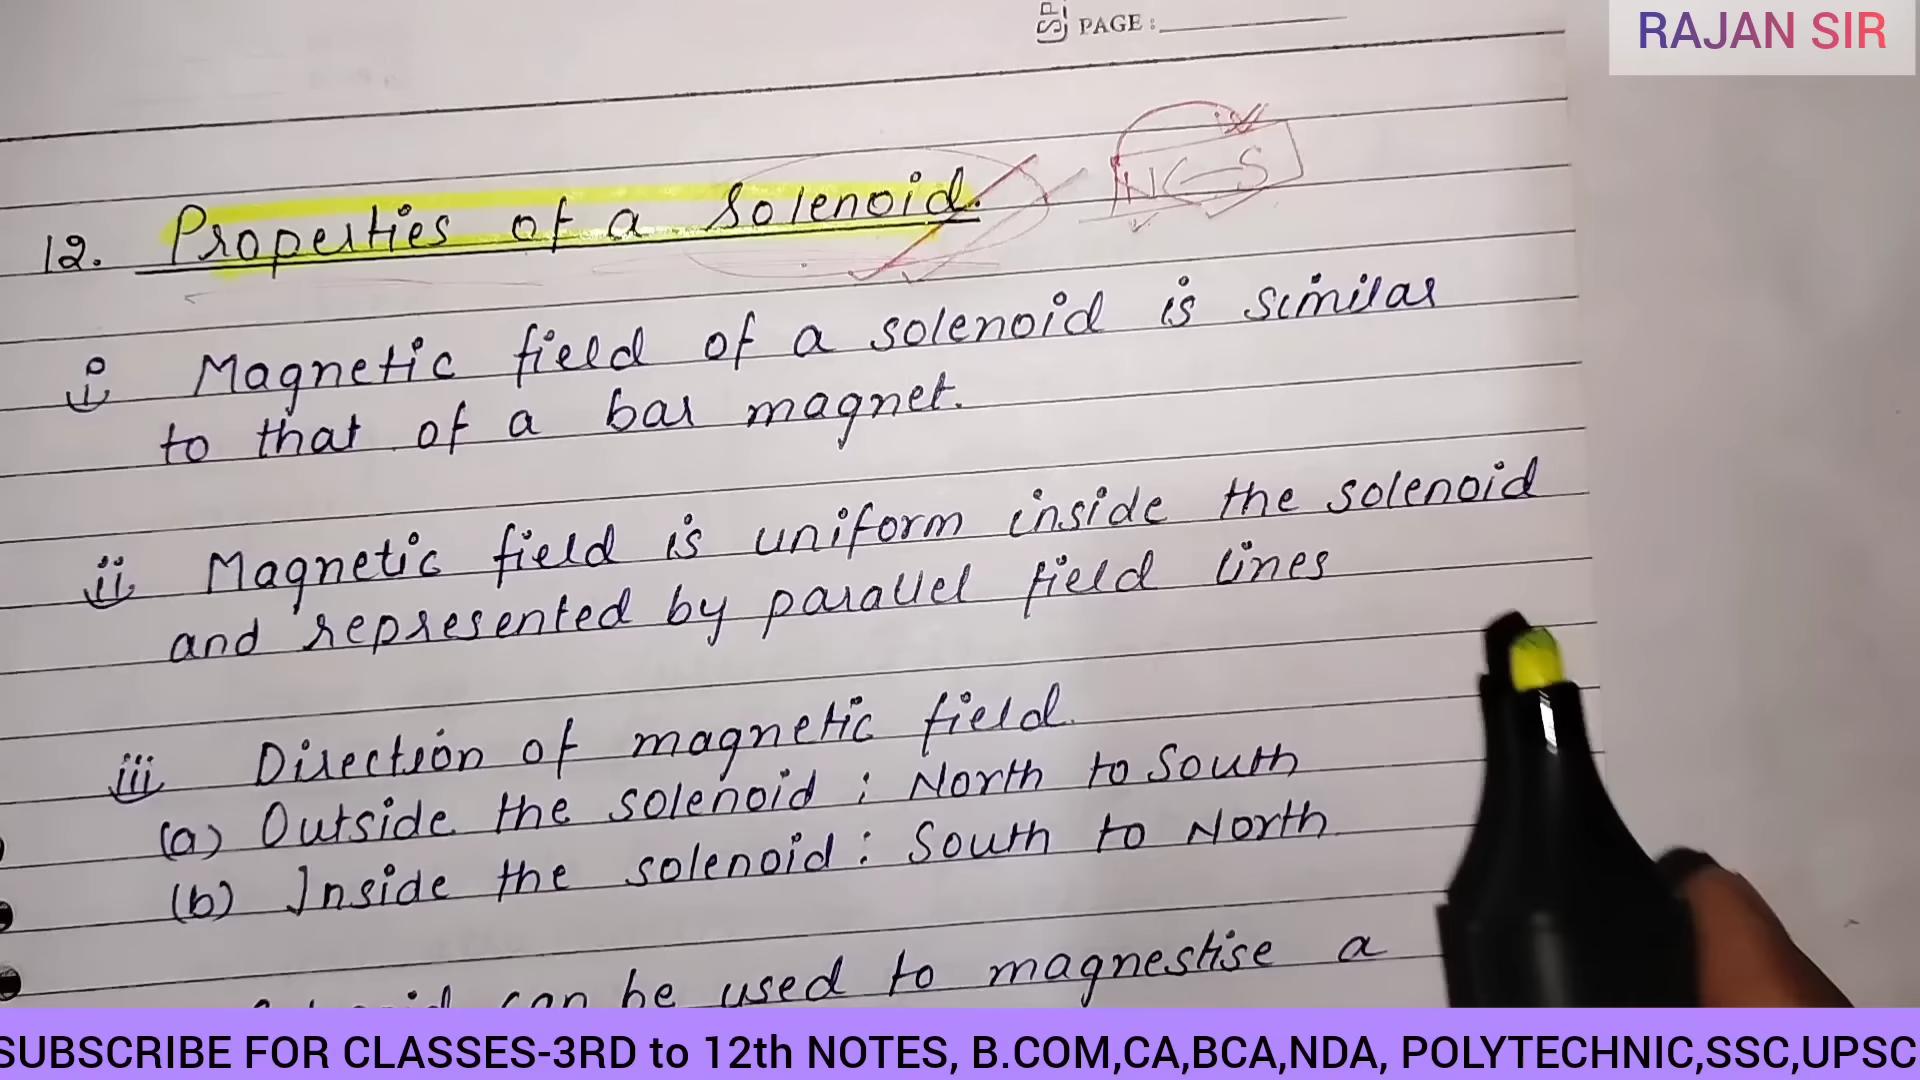 PAGE:
RAJAN SIR
N S
12. Properties of a Solenoid.
i Magnetic field of a solenoid is similar
to that of a bar magnet.
ii Magnetic field is uniform inside the solenoid
and represented by parallel field lines
iii Direction of magnetic field.
(a) Outside the solenoid : North to South
(b) Inside the solenoid : South to North
can be used to magnestise a
SUBSCRIBE FOR CLASSES-3RD to 12th NOTES, B.COM,CA,BCA,NDA, POLYTECHNIC,SSC,UPSC